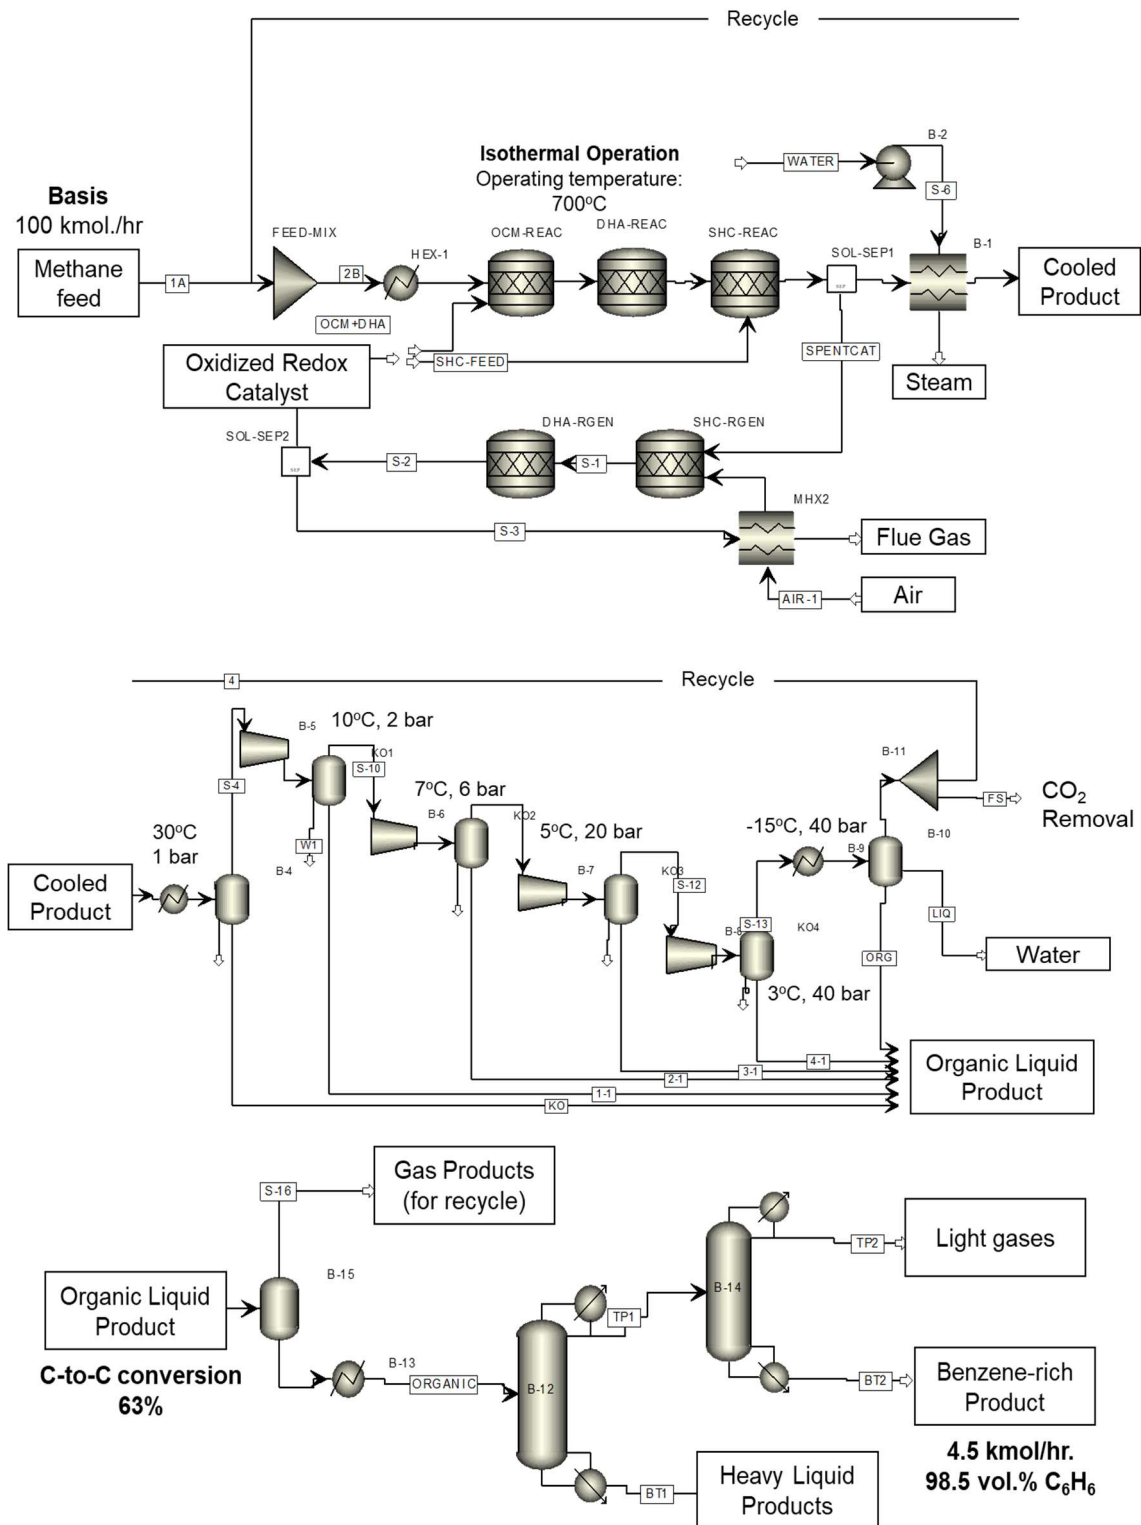 Recycle
B-2
WATER
Isothermal Operation
Operating temperature:
700°C
S-6
Basis
100 kmol./hr
FEED-MIX
HEX-1
OCM-REAC
DHA-REAC
SHC-REAC
SOL-SEP1
B-1
Methane
feed
1A
2B
SEP
Cooled
Product
OCM+DHA
SHC-FEED
SPENTCAT
Oxidized Redox
Catalyst
Steam
SOL-SEP2
DHA-RGEN
SHC-RGEN
SEP
S-2
S-1
MHX2
S-3
Flue Gas
AIR-1
Air
4
Recycle
B-5
10°C, 2 bar
KO1
S-10
B-11
S-4
7°C, 6 bar
FS
CO2
Removal
30°C
1 bar
B-6
KO2
5°C, 20 bar
-15°C, 40 bar
B-9
B-10
W1
B-4
B-7
KO3
S-12
Cooled
Product
B-8
S-13
KO4
LIQ
ORG
Water
3°C, 40 bar
4-1
3-1
2-1
1-1
KO
Organic Liquid
Product
S-16
Gas Products
(for recycle)
TP2
Light gases
B-15
Organic Liquid
Product
TP1
B-14
C-to-C conversion
63%
B-13
ORGANIC
B-12
BT2
Benzene-rich
Product
4.5 kmol/hr.
98.5 vol.% C6H6
BT1
Heavy Liquid
Products